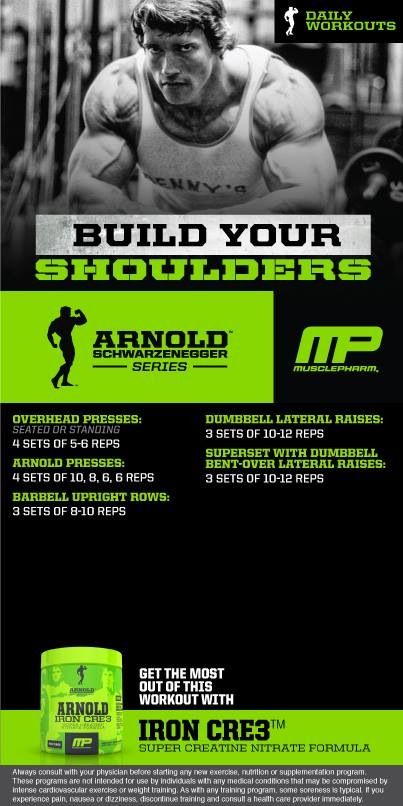 DAILY
WORKOUTS
BUILD YOUR
SHOULDERS
ARNOLD™
SCHWARZENEGGER
SERIES
MP
MUSCLEPHARM.
OVERHEAD PRESSES:
SEATED OR STANDING
4 SETS OF 5-6 REPS
ARNOLD PRESSES:
4 SETS OF 10, 8, 6, 6 REPS
BARBELL UPRIGHT ROWS:
3 SETS OF 8-10 REPS
DUMBBELL LATERAL RAISES:
3 SETS OF 10-12 REPS
SUPERSET WITH DUMBBELL
BENT-OVER LATERAL RAISES:
3 SETS OF 10-12 REPS
ARNOLD
ARNOLD
IRON CRE3
MP
GET THE MOST
OUT OF THIS
WORKOUT WITH
IRON CRE3™
SUPER CREATINE NITRATE FORMULA
Always consult with your physician before starting any new exercise, nutrition or supplementation program.
These programs are not intended for use by individuals with any medical conditions that may be compromised by
intense cardiovascular exercise or weight training. As with any training program, some soreness is typical. If you
experience pain, nausea or dizziness, discontinue training and consult a health care provider immediately.